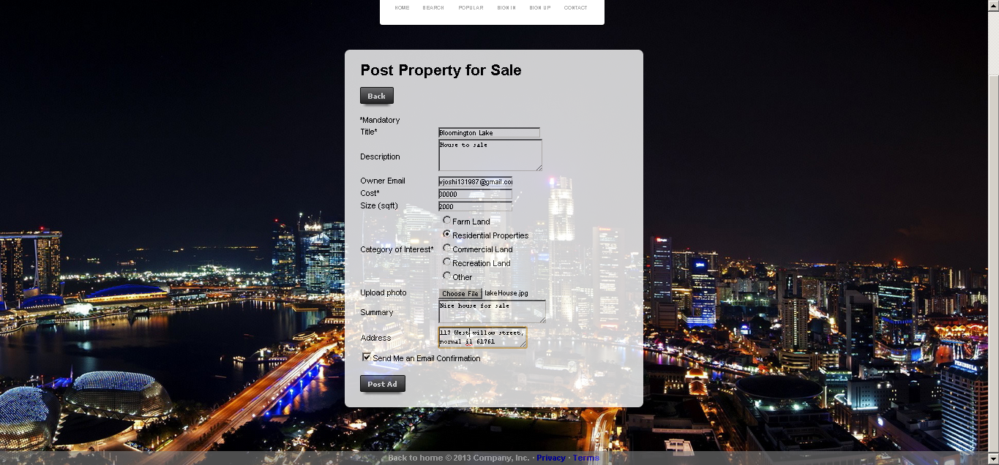 HOME SEARCH POPULAR SIGN IN SIGN UP CONTACT
Post Property for Sale
Back
*Mandatory
Title* Bloomington Lake
Description House to sale
Owner Email vjoshi131987@gmail.co
Cost* 30000
Size (sqft) 2000
Farm Land
Residential Properties
Category of Interest* Commercial Land
Recreation Land
Other
Upload photo Choose File lakeHouse.jpg
Summary Nice house for sale
Address 117 West willow street,
normal il 61761
Send Me an Email Confirmation
Post Ad
PENINSULA
Back to home © 2013 Company, Inc. · Privacy · Terms